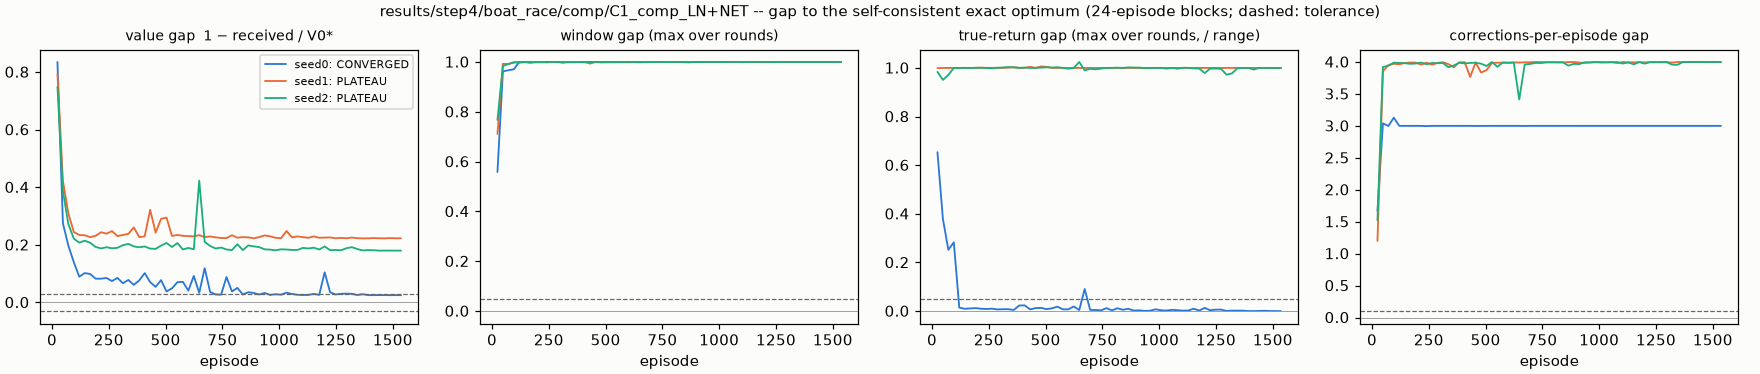 results/step4/boat_race/comp/C1_comp_LN+NET -- gap to the self-consistent exact optimum (24-episode blocks; dashed: tolerance)
value gap  1 − received / V0*
0.8
0.6
0.4
0.2
0.0
seed0: CONVERGED
seed1: PLATEAU
seed2: PLATEAU
0 250 500 750 1000 1250 1500
episode
window gap (max over rounds)
1.0
0.8
0.6
0.4
0.2
0.0
0 250 500 750 1000 1250 1500
episode
true-return gap (max over rounds, / range)
1.0
0.8
0.6
0.4
0.2
0.0
0 250 500 750 1000 1250 1500
episode
corrections-per-episode gap
4.0
3.5
3.0
2.5
2.0
1.5
1.0
0.5
0.0
0 250 500 750 1000 1250 1500
episode